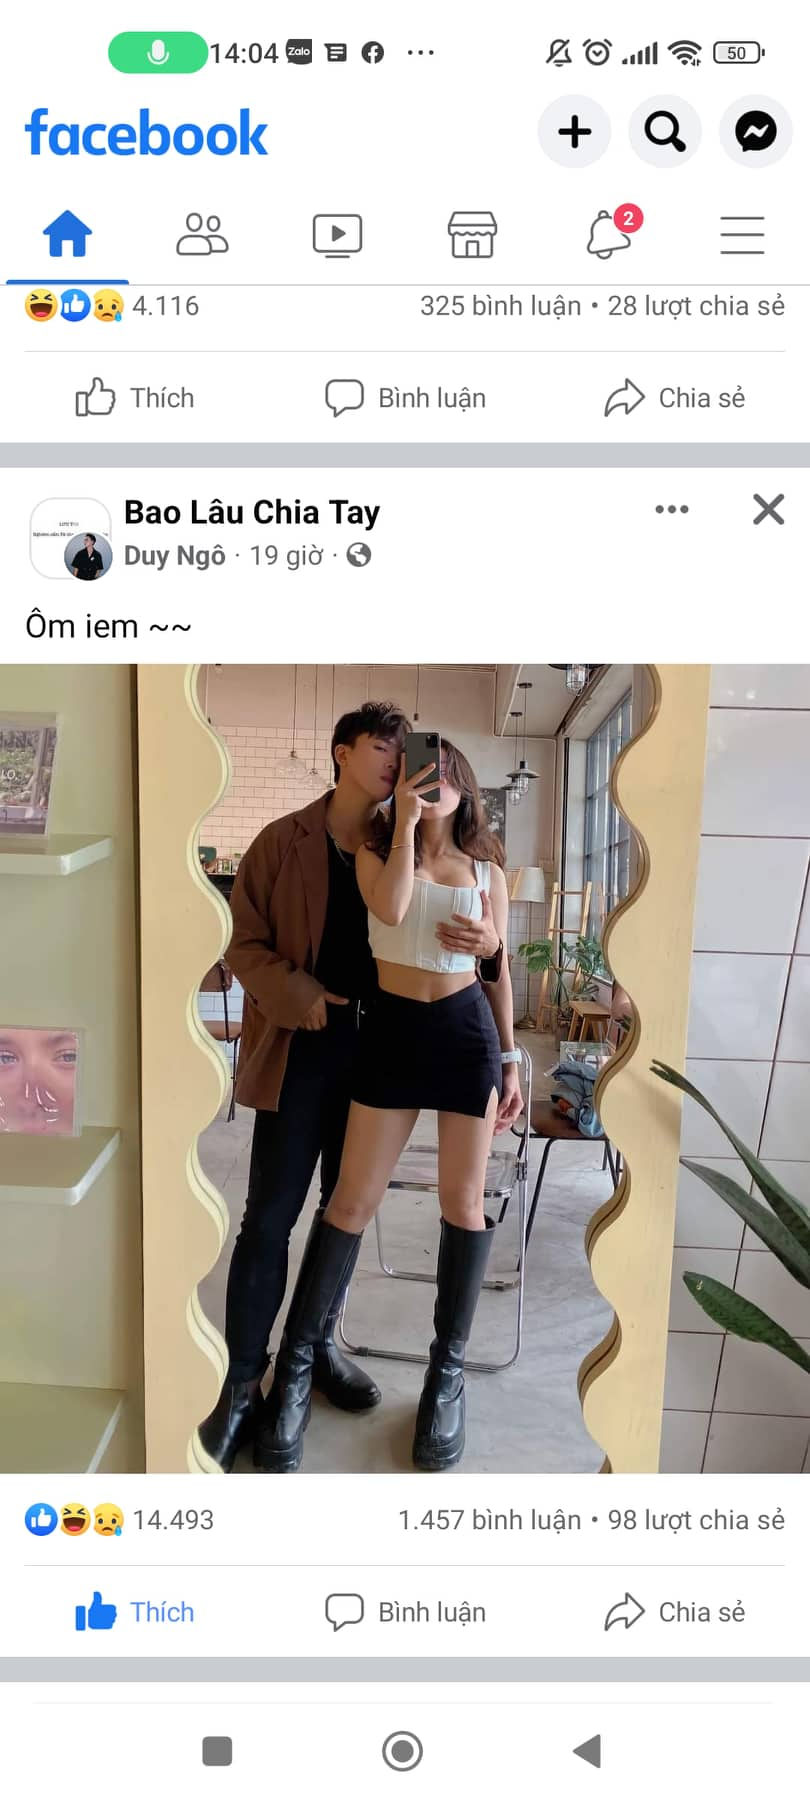 14:04 Zalo 50
facebook
2
4.116 325 bình luận • 28 lượt chia sẻ
Thích Bình luận Chia sẻ
Bao Lâu Chia Tay
Duy Ngô · 19 giờ ·
Ôm iem ~~
LO.
14.493 1.457 bình luận • 98 lượt chia sẻ
Thích Bình luận Chia sẻ